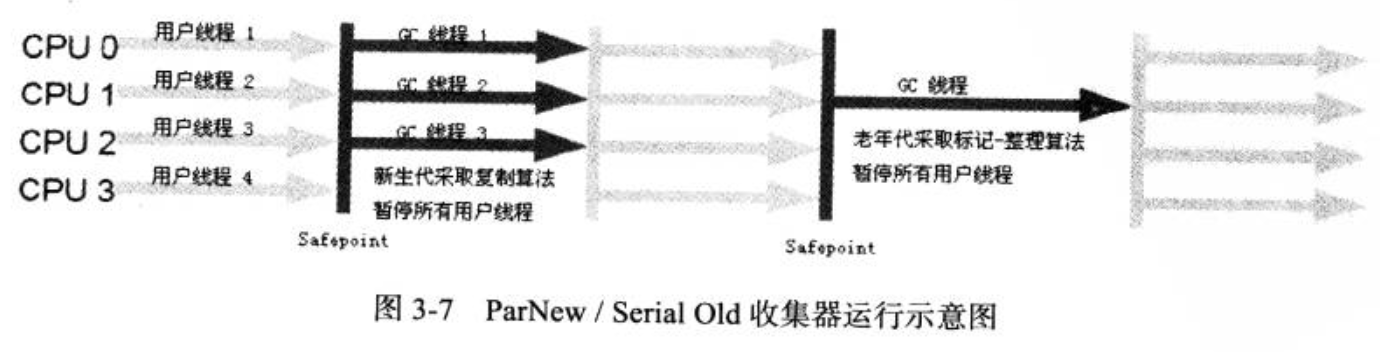 CPU 0 用户线程 1 GC 线程 1
CPU 1 用户线程 2 GC 线程 2 GC 线程
CPU 2 用户线程 3 GC 线程 3 老年代采取标记-整理算法
CPU 3 用户线程 4 新生代采取复制算法 暂停所有用户线程
暂停所有用户线程
Safepoint Safepoint
图 3-7 ParNew / Serial Old 收集器运行示意图